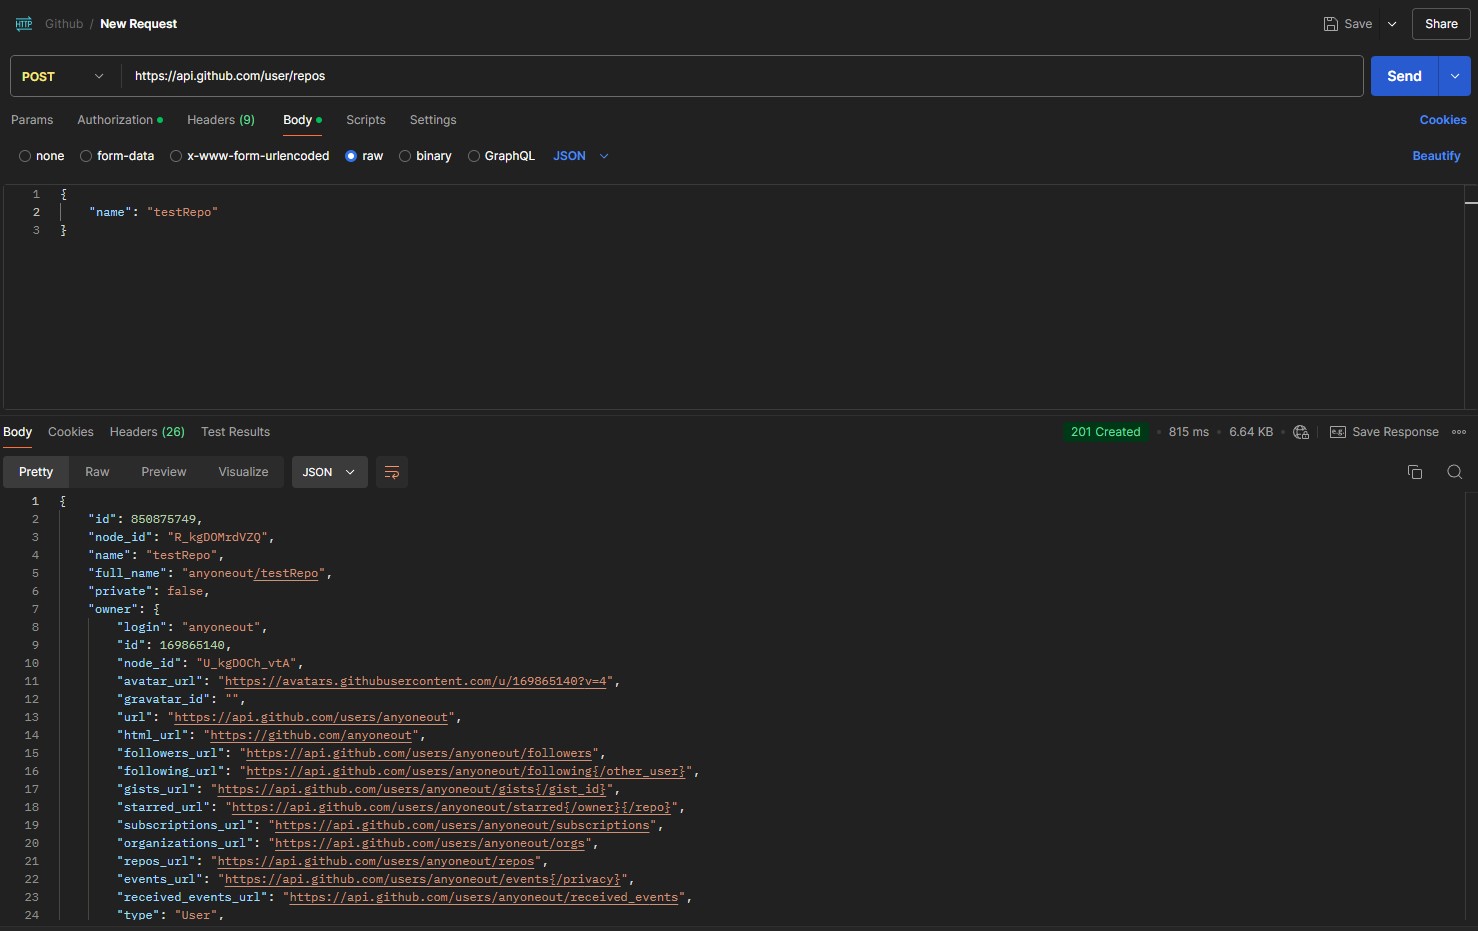 HTTP Github / New Request Save Share
POST https://api.github.com/user/repos Send
Params Authorization Headers (9) Body Scripts Settings Cookies
none form-data x-www-form-urlencoded raw binary GraphQL JSON Beautify
1 {
2 "name": "testRepo"
3 }
Body Cookies Headers (26) Test Results 201 Created 815 ms 6.64 KB e.g. Save Response
Pretty Raw Preview Visualize JSON
1 {
2 "id": 850875749,
3 "node_id": "R_kgDOMrdVZQ",
4 "name": "testRepo",
5 "full_name": "anyoneout/testRepo",
6 "private": false,
7 "owner": {
8 "login": "anyoneout",
9 "id": 169865140,
10 "node_id": "U_kgDOCh_vtA",
11 "avatar_url": "https://avatars.githubusercontent.com/u/169865140?v=4",
12 "gravatar_id": "",
13 "url": "https://api.github.com/users/anyoneout",
14 "html_url": "https://github.com/anyoneout",
15 "followers_url": "https://api.github.com/users/anyoneout/followers",
16 "following_url": "https://api.github.com/users/anyoneout/following{/other_user}",
17 "gists_url": "https://api.github.com/users/anyoneout/gists{/gist_id}",
18 "starred_url": "https://api.github.com/users/anyoneout/starred{/owner}{/repo}",
19 "subscriptions_url": "https://api.github.com/users/anyoneout/subscriptions",
20 "organizations_url": "https://api.github.com/users/anyoneout/orgs",
21 "repos_url": "https://api.github.com/users/anyoneout/repos",
22 "events_url": "https://api.github.com/users/anyoneout/events{/privacy}",
23 "received_events_url": "https://api.github.com/users/anyoneout/received_events",
24 "type": "User",